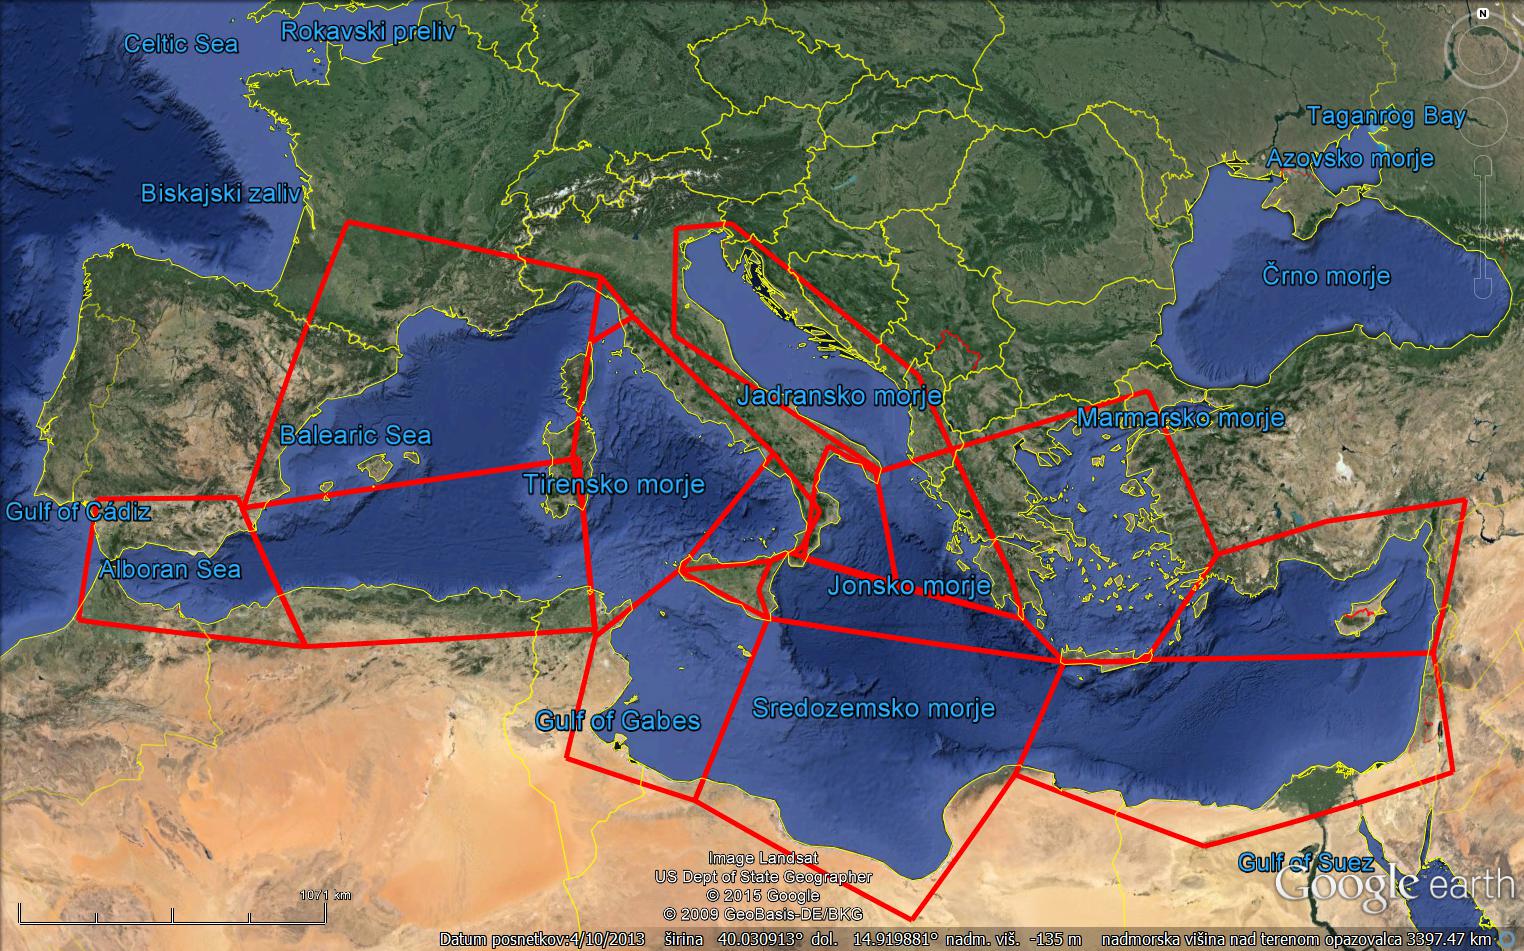 Celtic Sea
Rokavski preliv
N
Taganrog Bay
Azovsko morje
Biskajski zaliv
Črno morje
Jadransko morje
Marmarsko morje
Balearic Sea
Tirensko morje
Gulf of Cádiz
Alboran Sea
Jonsko morje
Sredozemsko morje
Gulf of Gabes
Image Landsat
US Dept of State Geographer
© 2015 Google
© 2009 GeoBasis-DE/BKG
Gulf of Suez
Google earth
1071 km
Datum posnetkov:4/10/2013 širina 40.030913° dol. 14.919881° nadm. viš. -135 m nadmorska višina nad terenom opazovalca 3397.47 km